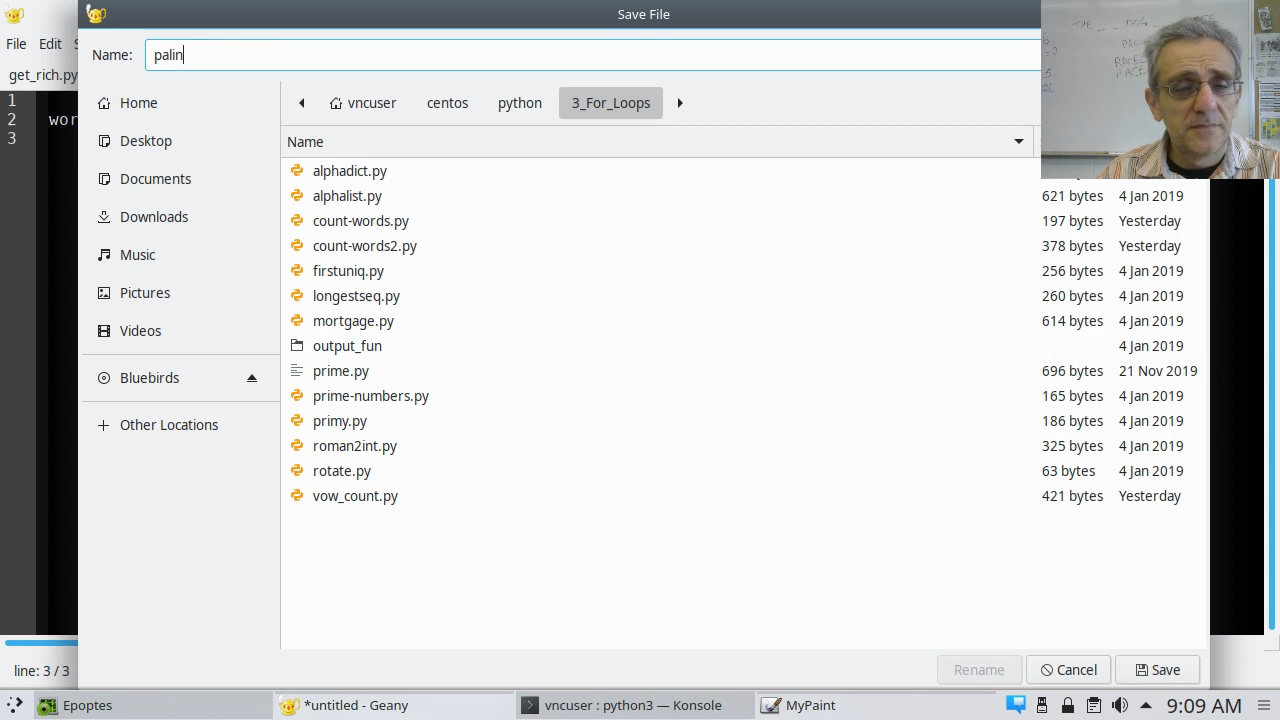 Save File
File Edit
Name: palin
get_rich.py
1
2 wor
3
Home
Desktop
Documents
Downloads
Music
Pictures
Videos
Bluebirds
Other Locations
vncuser centos python 3_For_Loops
Name
alphadict.py
alphalist.py 621 bytes 4 Jan 2019
count-words.py 197 bytes Yesterday
count-words2.py 378 bytes Yesterday
firstuniq.py 256 bytes 4 Jan 2019
longestseq.py 260 bytes 4 Jan 2019
mortgage.py 614 bytes 4 Jan 2019
output_fun 4 Jan 2019
prime.py 696 bytes 21 Nov 2019
prime-numbers.py 165 bytes 4 Jan 2019
primy.py 186 bytes 4 Jan 2019
roman2int.py 325 bytes 4 Jan 2019
rotate.py 63 bytes 4 Jan 2019
vow_count.py 421 bytes Yesterday
Rename Cancel Save
line: 3 / 3
Epoptes *untitled - Geany vncuser : python3 — Konsole MyPaint 9:09 AM
THE _ _ DOG